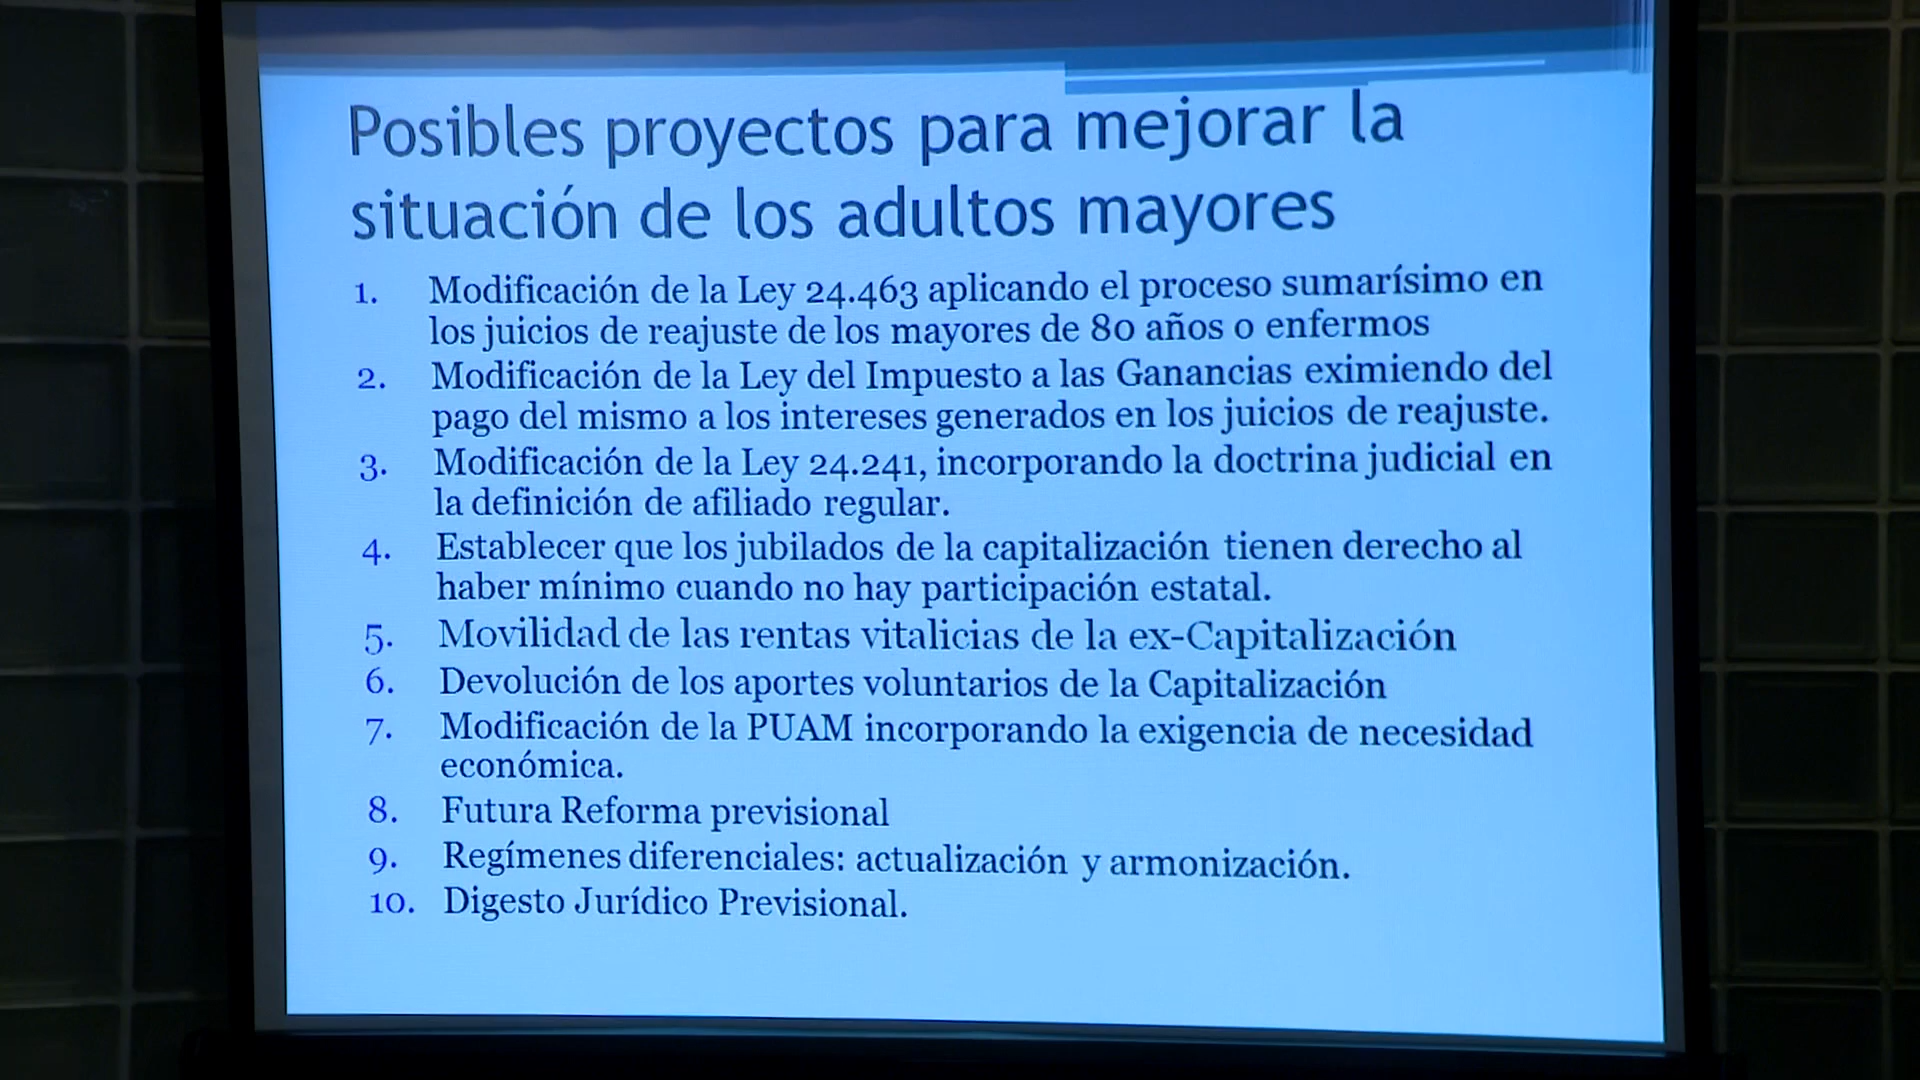 Posibles proyectos para mejorar la
situación de los adultos mayores
1. Modificación de la Ley 24.463 aplicando el proceso sumarísimo en
los juicios de reajuste de los mayores de 80 años o enfermos
2. Modificación de la Ley del Impuesto a las Ganancias eximiendo del
pago del mismo a los intereses generados en los juicios de reajuste.
3. Modificación de la Ley 24.241, incorporando la doctrina judicial en
la definición de afiliado regular.
4. Establecer que los jubilados de la capitalización tienen derecho al
haber mínimo cuando no hay participación estatal.
5. Movilidad de las rentas vitalicias de la ex-Capitalización
6. Devolución de los aportes voluntarios de la Capitalización
7. Modificación de la PUAM incorporando la exigencia de necesidad
económica.
8. Futura Reforma previsional
9. Regímenes diferenciales: actualización y armonización.
10. Digesto Jurídico Previsional.